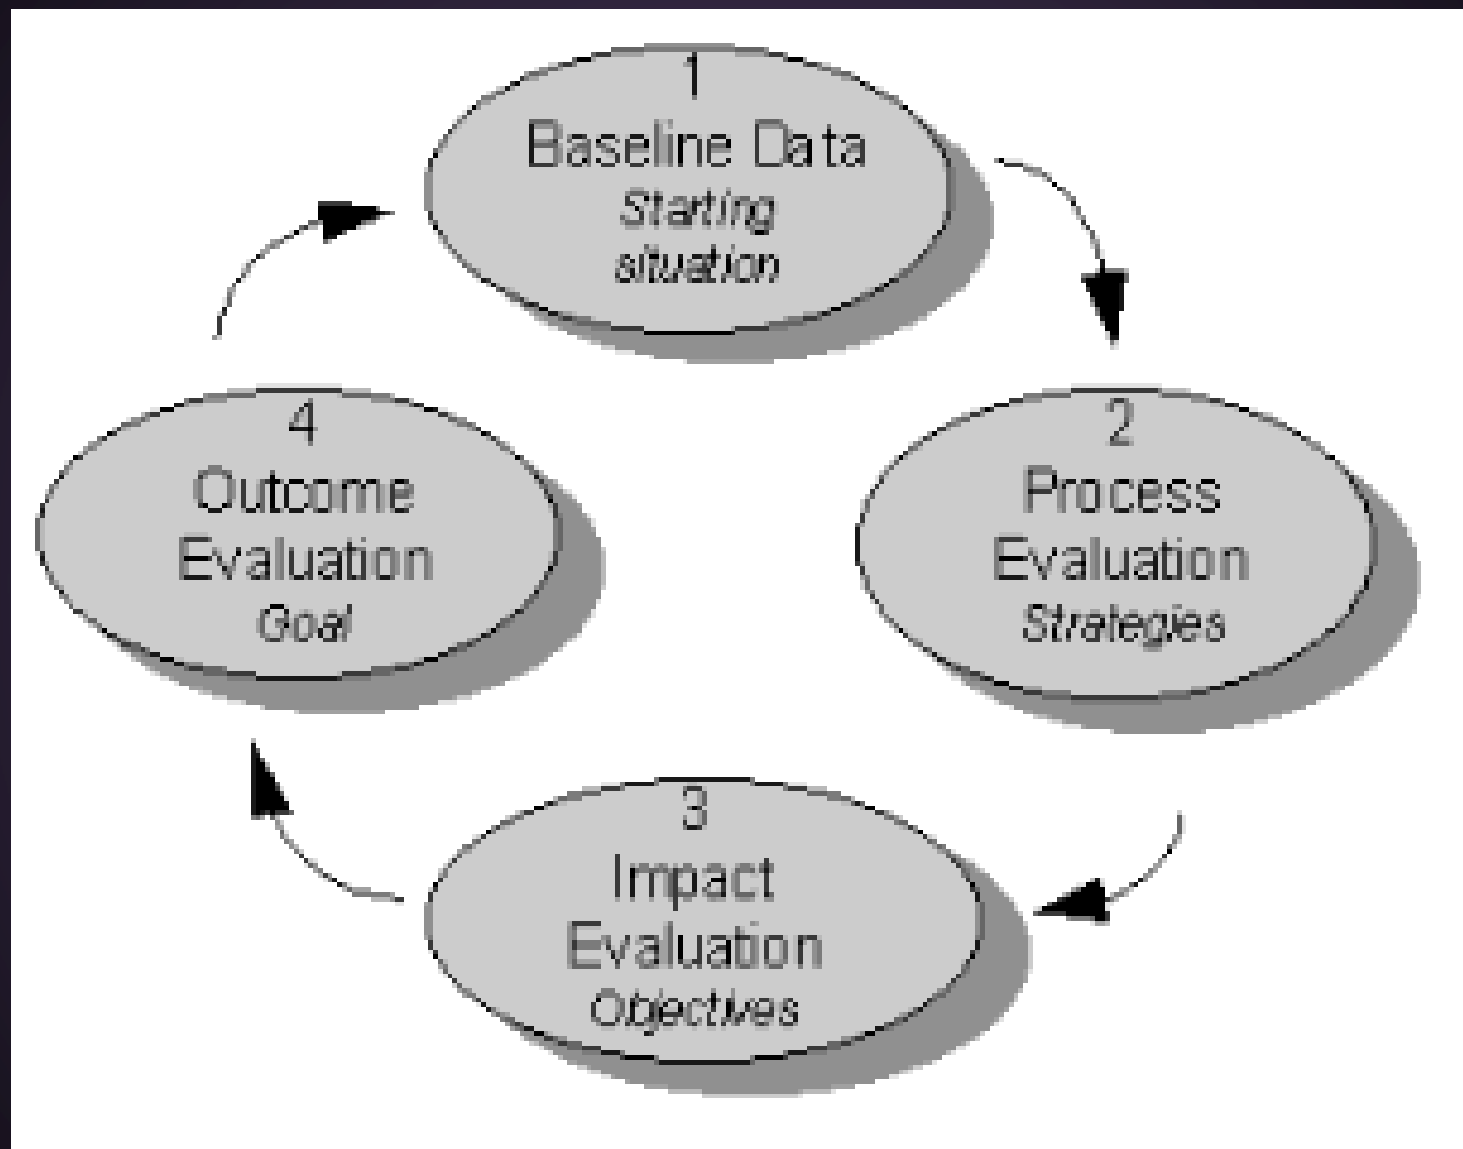 1
Baseline Data
Starting
situation
2
Process
Evaluation
Strategies
3
Impact
Evaluation
Objectives
4
Outcome
Evaluation
Goal